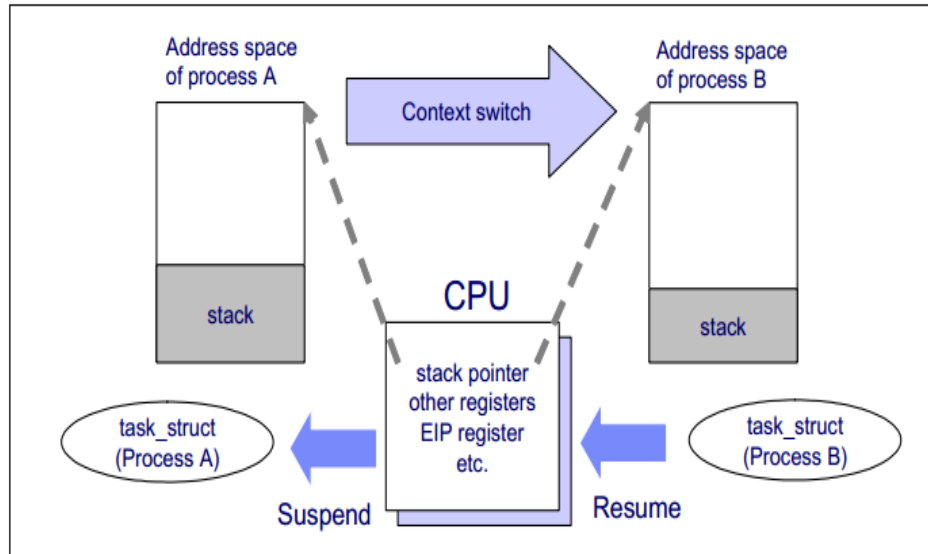 Address space
of process A
Context switch
Address space
of process B
stack
CPU
stack pointer
other registers
EIP register
etc.
stack
task_struct
(Process A)
Suspend
Resume
task_struct
(Process B)